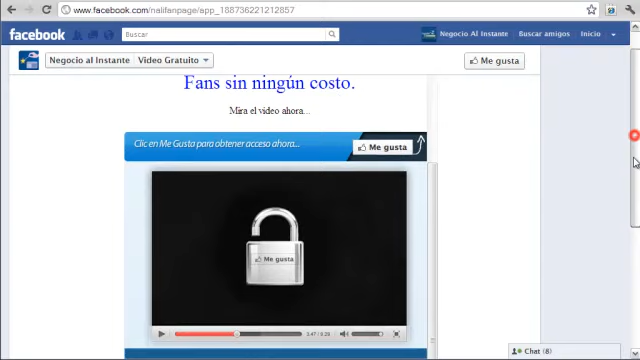 www.facebook.com/nalifanpage/app_188736221212857
facebook
Buscar
Negocio Al Instante
Buscar amigos
Inicio
Negocio al Instante
Video Gratuito
Me gusta
Fans sin ningún costo.
Mira el video ahora...
Clic en Me Gusta para obtener acceso ahora...
Me gusta
Me gusta
Chat (8)